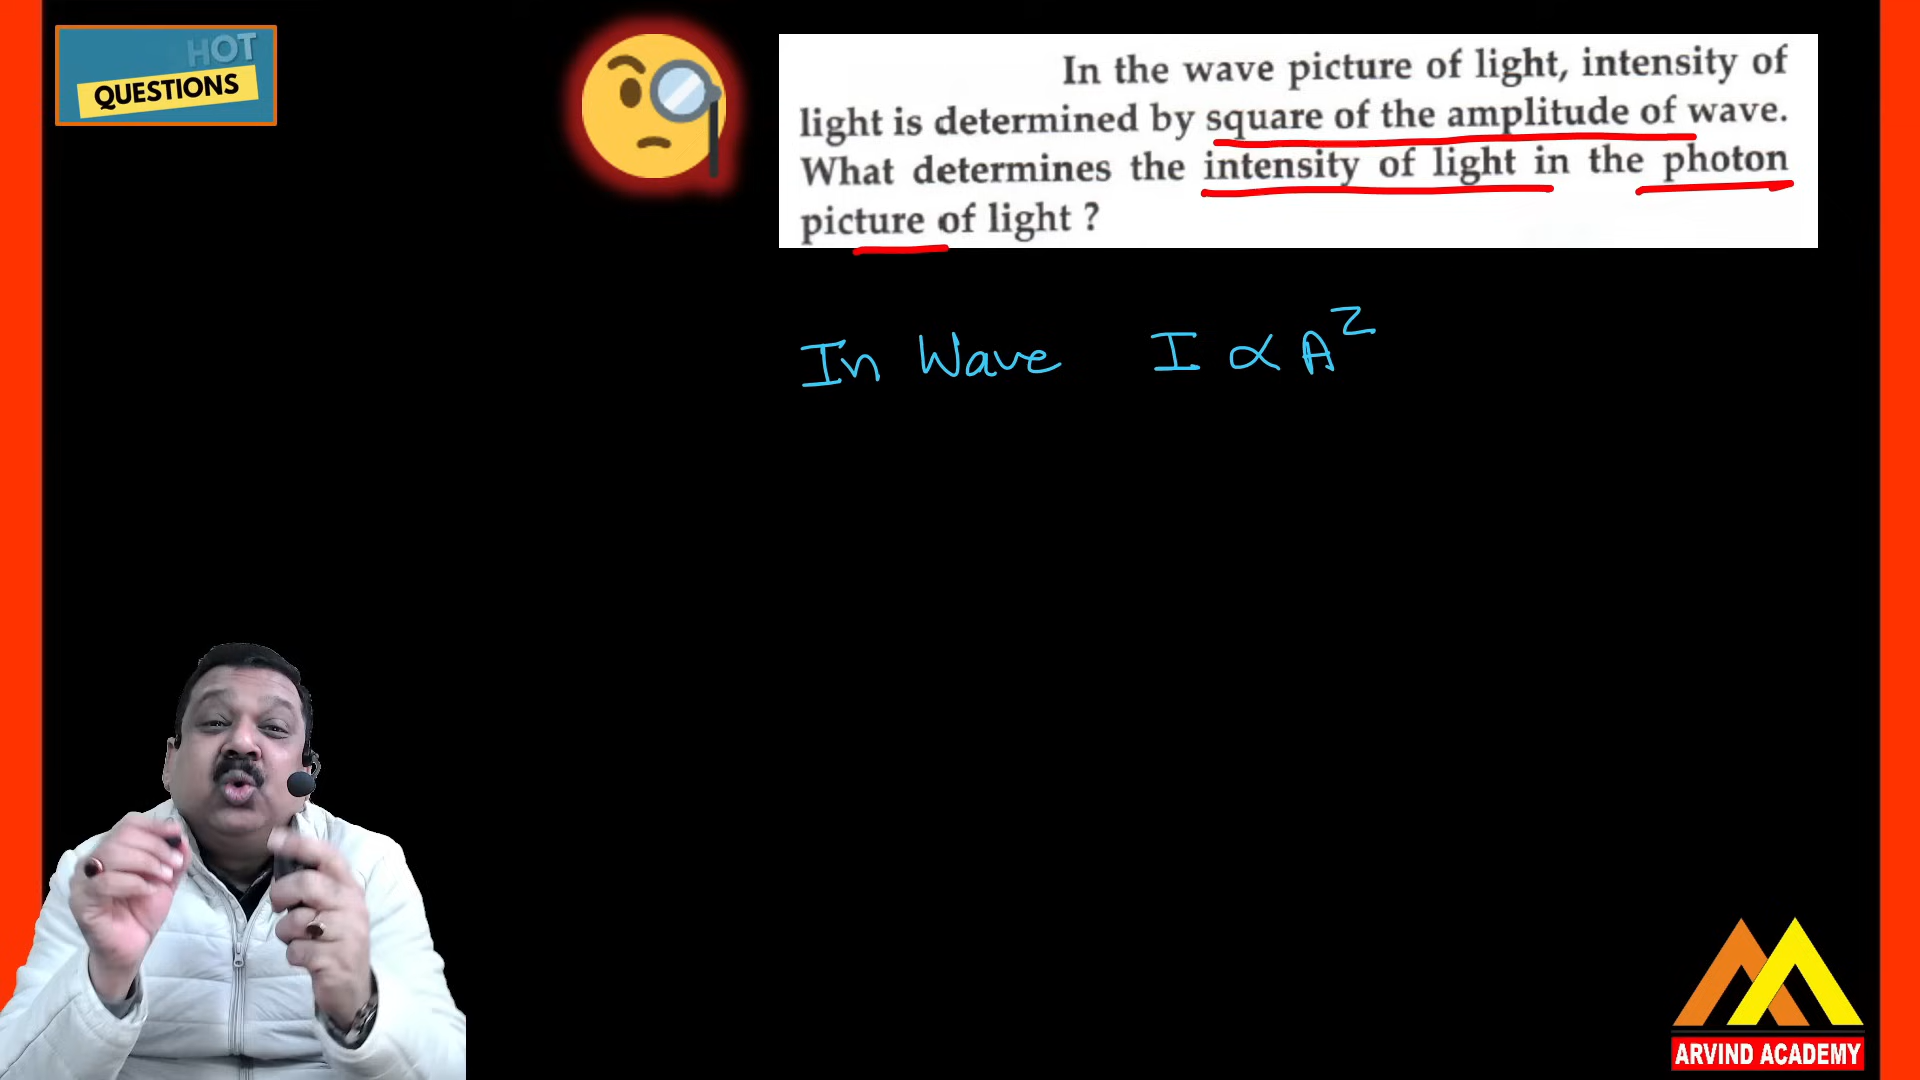 HOT
QUESTIONS
In the wave picture of light, intensity of
light is determined by square of the amplitude of wave.
What determines the intensity of light in the photon
picture of light ?
In Wave I ∝ A²
ARVIND ACADEMY